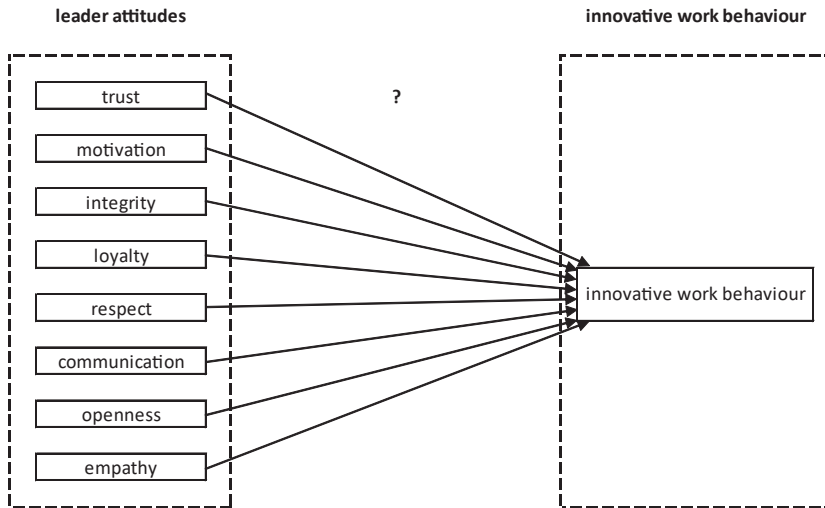 leader attitudes
innovative work behaviour
trust
?
motivation
integrity
loyalty
innovative work behaviour
respect
communication
openness
empathy